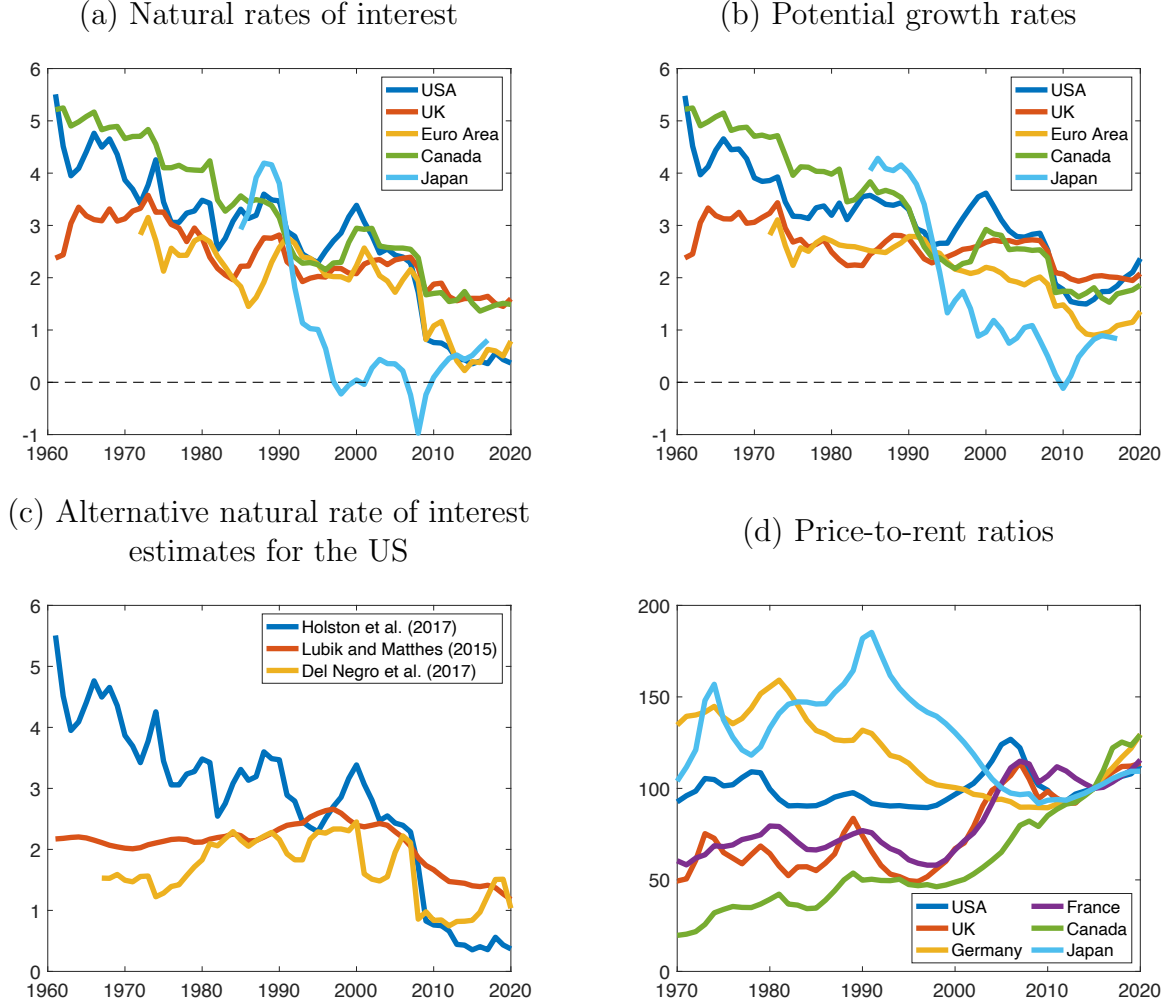 (a) Natural rates of interest
6
5
4
3
2
1
0
-1
1960 1970 1980 1990 2000 2010 2020
USA
UK
Euro Area
Canada
Japan
(b) Potential growth rates
6
5
4
3
2
1
0
-1
1960 1970 1980 1990 2000 2010 2020
USA
UK
Euro Area
Canada
Japan
(c) Alternative natural rate of interest
estimates for the US
6
5
4
3
2
1
0
1960 1970 1980 1990 2000 2010 2020
Holston et al. (2017)
Lubik and Matthes (2015)
Del Negro et al. (2017)
(d) Price-to-rent ratios
200
150
100
50
0
1970 1980 1990 2000 2010 2020
USA
UK
Germany
France
Canada
Japan